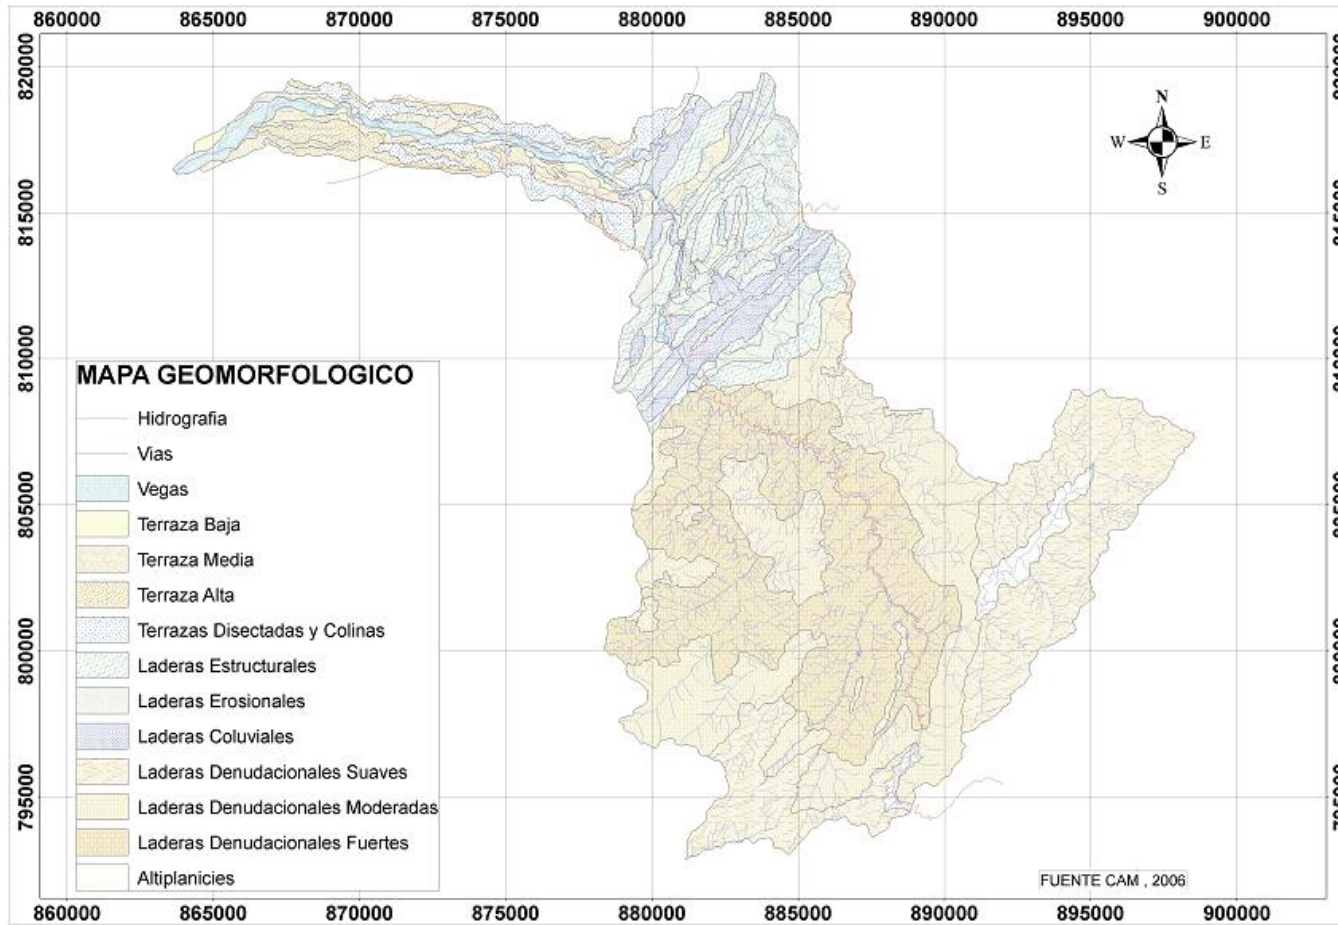 860000 865000 870000 875000 880000 885000 890000 895000 900000
820000
815000
810000
805000
800000
795000
N
W E
S
MAPA GEOMORFOLOGICO
Hidrografia
Vias
Vegas
Terraza Baja
Terraza Media
Terraza Alta
Terrazas Disectadas y Colinas
Laderas Estructurales
Laderas Erosionales
Laderas Coluviales
Laderas Denudacionales Suaves
Laderas Denudacionales Moderadas
Laderas Denudacionales Fuertes
Altiplanicies
FUENTE CAM , 2006
860000 865000 870000 875000 880000 885000 890000 895000 900000